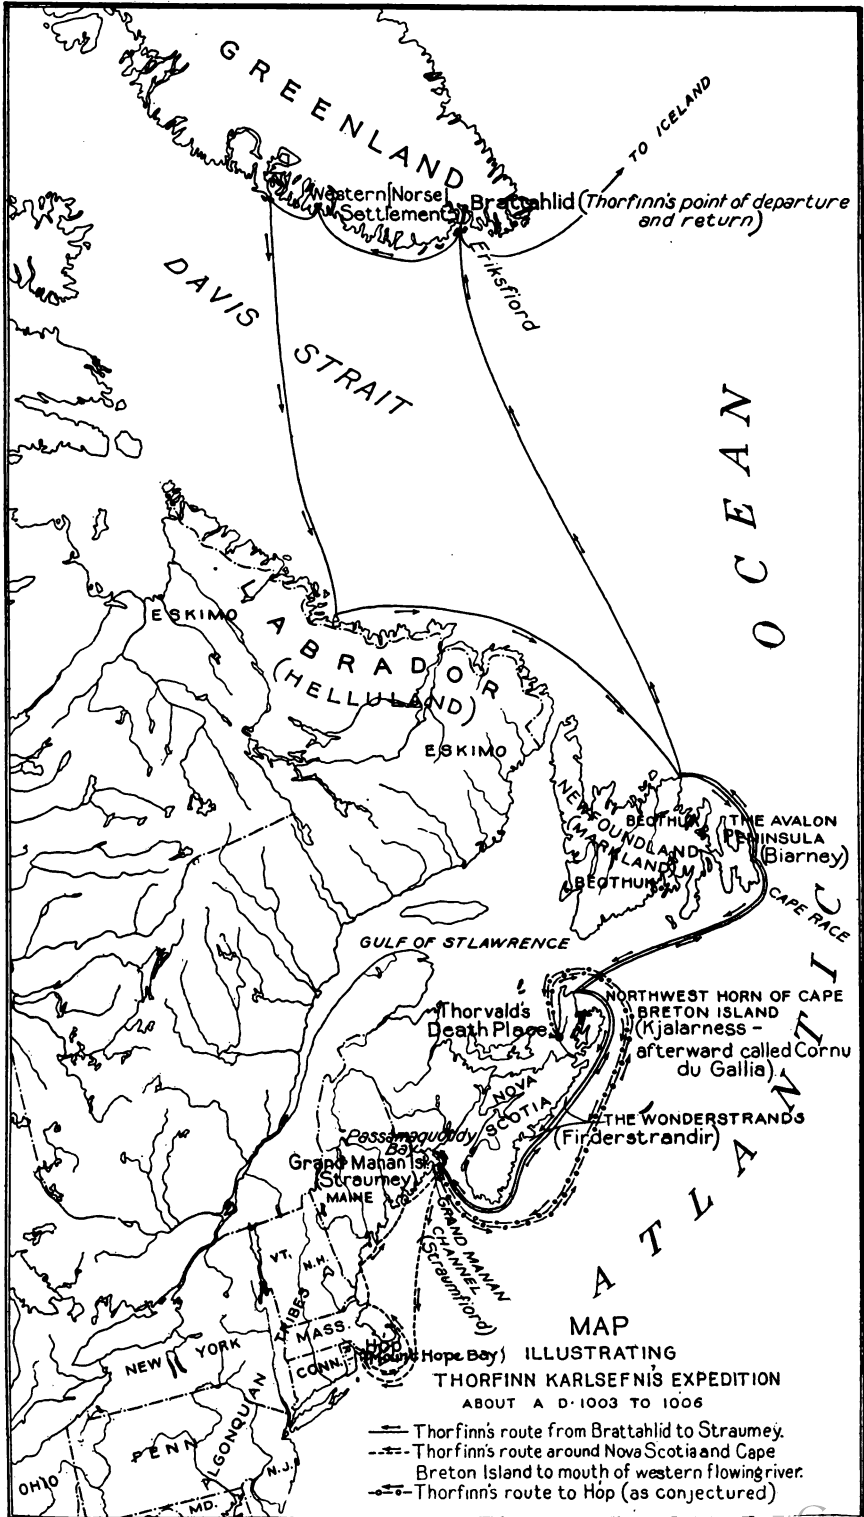 GREENLAND
TO ICELAND
Western Norse
Settlement
Brattahlid (Thorfinn's point of departure
and return)
Friksfiord
DAVIS
STRAIT
ATLANTIC OCEAN
ESKIMO
LABRADOR
(HELLULAND)
ESKIMO
NEWFOUNDLAND
(MARKLAND)
BEOTHUK
BEOTHUK
THE AVALON
PENINSULA
(Biarney)
CAPE RACE
GULF OF ST LAWRENCE
Thorvald's
Death Place
NORTHWEST HORN OF CAPE
BRETON ISLAND
(Kjalarness –
afterward called Cornu
du Gallia)
NOVA
SCOTIA
THE WONDERSTRANDS
(Firderstrandir)
Passamaquoddy
Bay
Grand Manan Is.
(Straumey)
MAINE
GRAND MANAN
CHANNEL
(Straumfiord)
VT.
N.H.
MASS.
CONN.
Hop
(Mount Hope Bay)
NEW YORK
ALGONQUIAN TRIBES
PENN
N.J.
OHIO
MD.
MAP
ILLUSTRATING
THORFINN KARLSEFNI'S EXPEDITION
ABOUT A D. 1003 TO 1006
Thorfinn's route from Brattahlid to Straumey.
Thorfinn's route around Nova Scotia and Cape
Breton Island to mouth of western flowing river.
Thorfinn's route to Hóp (as conjectured)